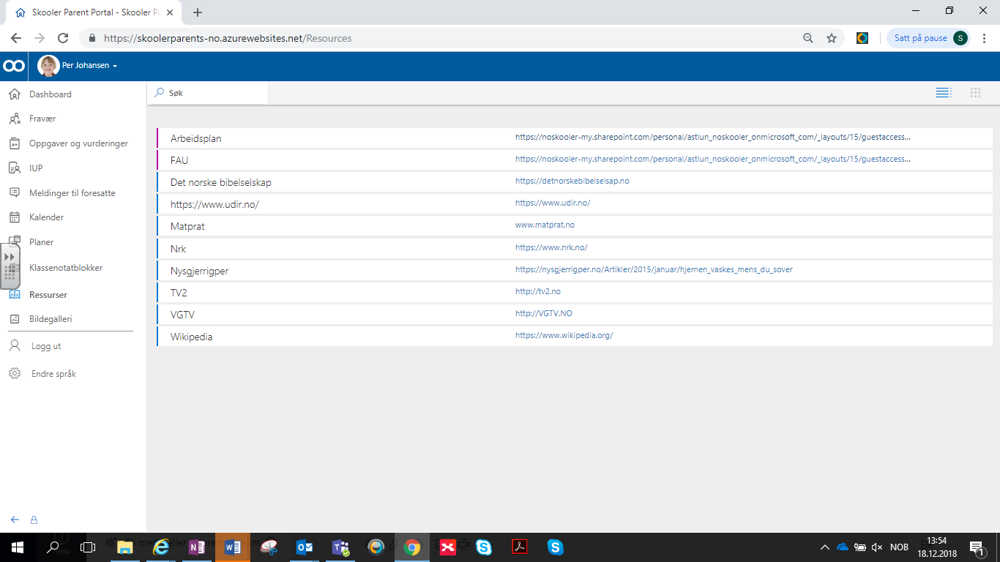 Skooler Parent Portal - Skooler Pa
https://skoolerparents-no.azurewebsites.net/Resources
Satt på pause
S
Per Johansen
Dashboard
Søk
Fravær
Oppgaver og vurderinger
IUP
Meldinger til foresatte
Kalender
Planer
Klassenotatblokker
Ressurser
Bildegalleri
Logg ut
Endre språk
Arbeidsplan https://noskooler-my.sharepoint.com/personal/astlun_noskooler_onmicrosoft_com/_layouts/15/guestaccess...
FAU https://noskooler-my.sharepoint.com/personal/astlun_noskooler_onmicrosoft_com/_layouts/15/guestaccess...
Det norske bibelselskap https://detnorskebibelselsap.no
https://www.udir.no/ https://www.udir.no/
Matprat www.matprat.no
Nrk https://www.nrk.no/
Nysgjerrigper https://nysgjerrigper.no/Artikler/2015/januar/hjernen_vaskes_mens_du_sover
TV2 http://tv2.no
VGTV http://VGTV.NO
Wikipedia https://www.wikipedia.org/
NOB
13:54
18.12.2018
1